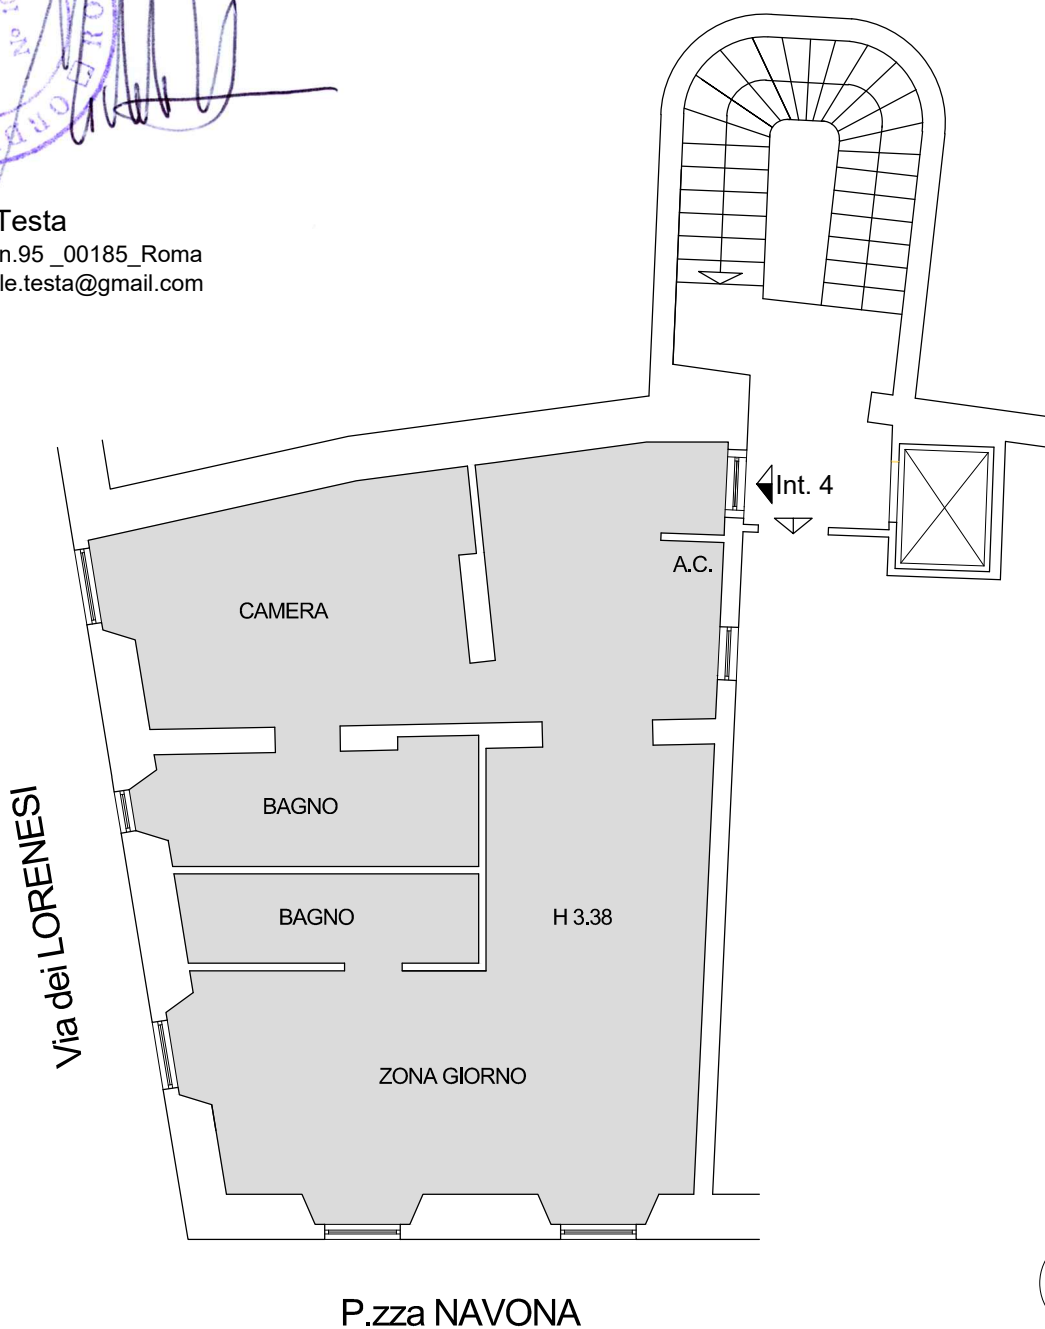 Testa
n.95 _00185_Roma
le.testa@gmail.com
Int. 4
A.C.
CAMERA
BAGNO
BAGNO
H 3.38
ZONA GIORNO
Via dei LORENESI
P.zza NAVONA